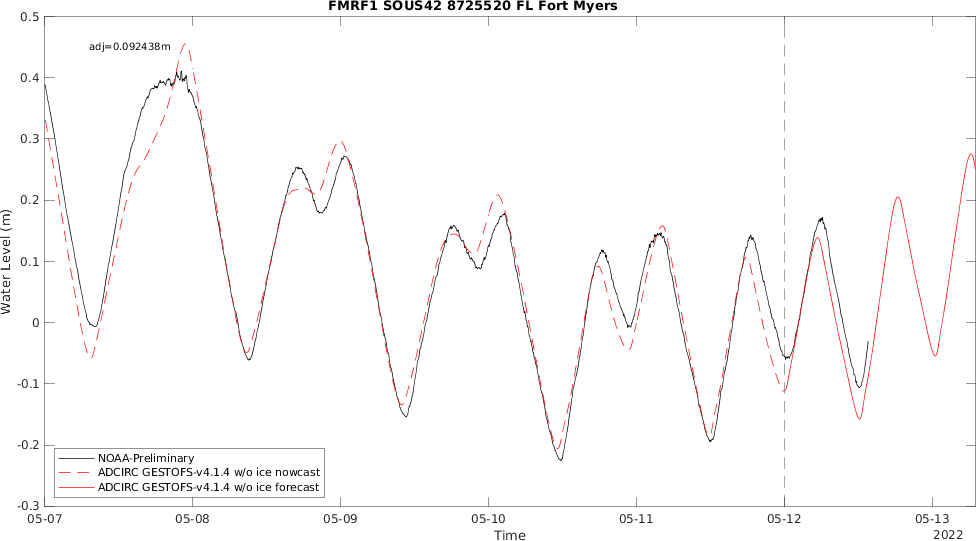 FMRF1 SOUS42 8725520 FL Fort Myers
adj=0.092438m
0.5
0.4
0.3
0.2
0.1
0
-0.1
-0.2
-0.3
Water Level (m)
NOAA-Preliminary
ADCIRC GESTOFS-v4.1.4 w/o ice nowcast
ADCIRC GESTOFS-v4.1.4 w/o ice forecast
05-07 05-08 05-09 05-10 05-11 05-12 05-13
Time
2022